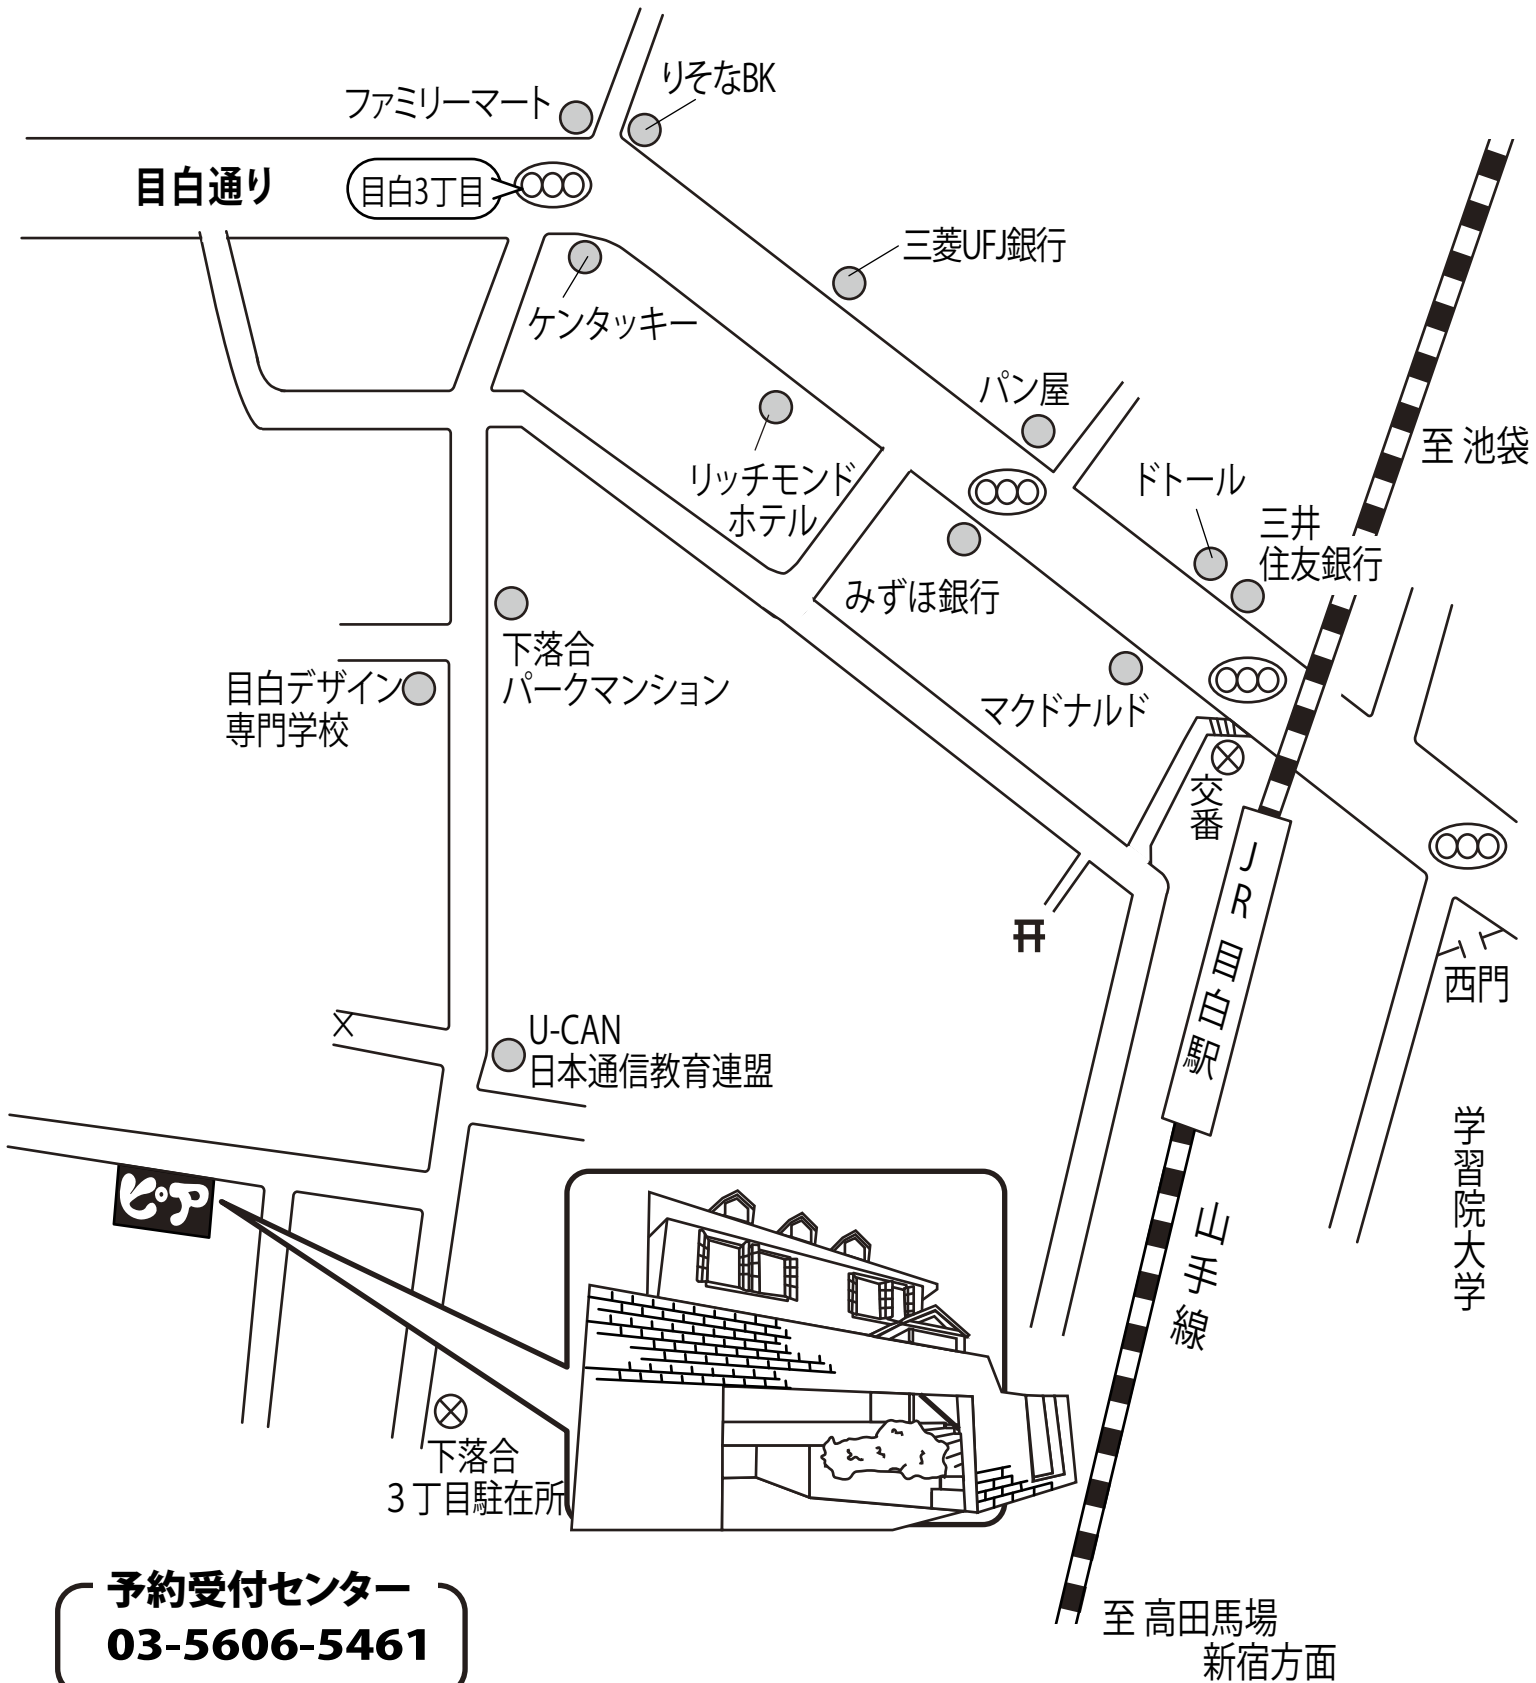 りそなBK
ファミリーマート
目白通り
目白3丁目
三菱UFJ銀行
ケンタッキー
パン屋
至 池袋
リッチモンド
ホテル
ドトール
三井
住友銀行
みずほ銀行
下落合
パークマンション
目白デザイン
専門学校
マクドナルド
交番
JR 目白駅
西門
U-CAN
日本通信教育連盟
学習院大学
ピア
山手線
下落合
3丁目駐在所
予約受付センター
03-5606-5461
至 高田馬場
新宿方面